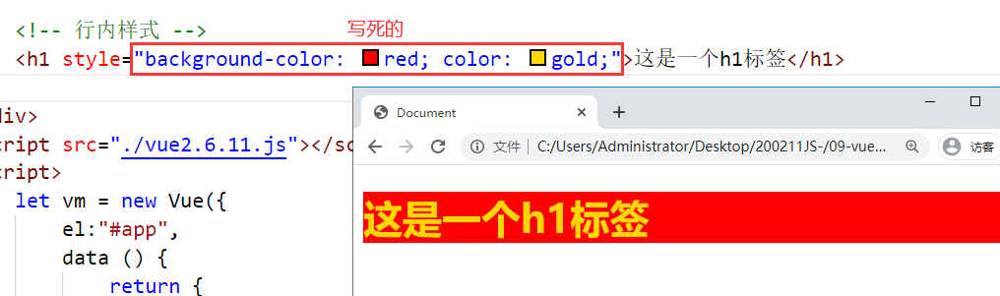 <!-- 行内样式 -->
写死的
<h1 style="background-color: red; color: gold;">这是一个h1标签</h1>
div>
script src="./vue2.6.11.js"></sc
script>
let vm = new Vue({
el:"#app",
data () {
return {
Document
文件 | C:/Users/Administrator/Desktop/200211JS-/09-vue...
访客
这是一个h1标签